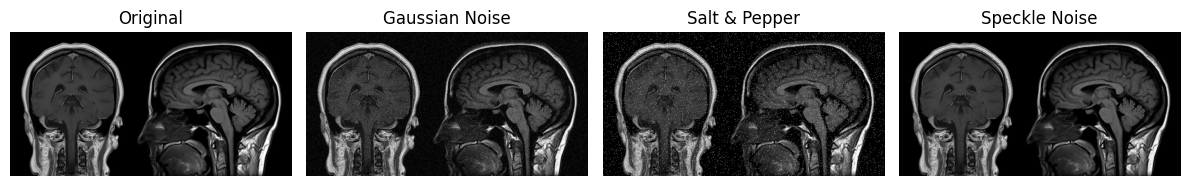 Original
Gaussian Noise
Salt & Pepper
Speckle Noise